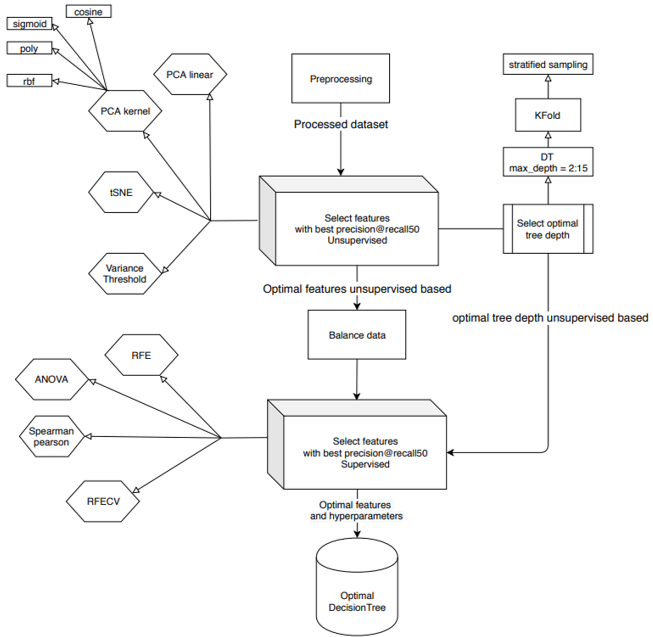 cosine
sigmoid
poly
rbf
PCA kernel
PCA linear
tSNE
Variance
Threshold
Preprocessing
Processed dataset
Select features
with best precision@recall50
Unsupervised
stratified sampling
KFold
DT
max_depth = 2:15
Select optimal
tree depth
Optimal features unsupervised based
optimal tree depth unsupervised based
Balance data
RFE
ANOVA
Spearman
pearson
RFECV
Select features
with best precision@recall50
Supervised
Optimal features
and hyperparameters
Optimal
DecisionTree